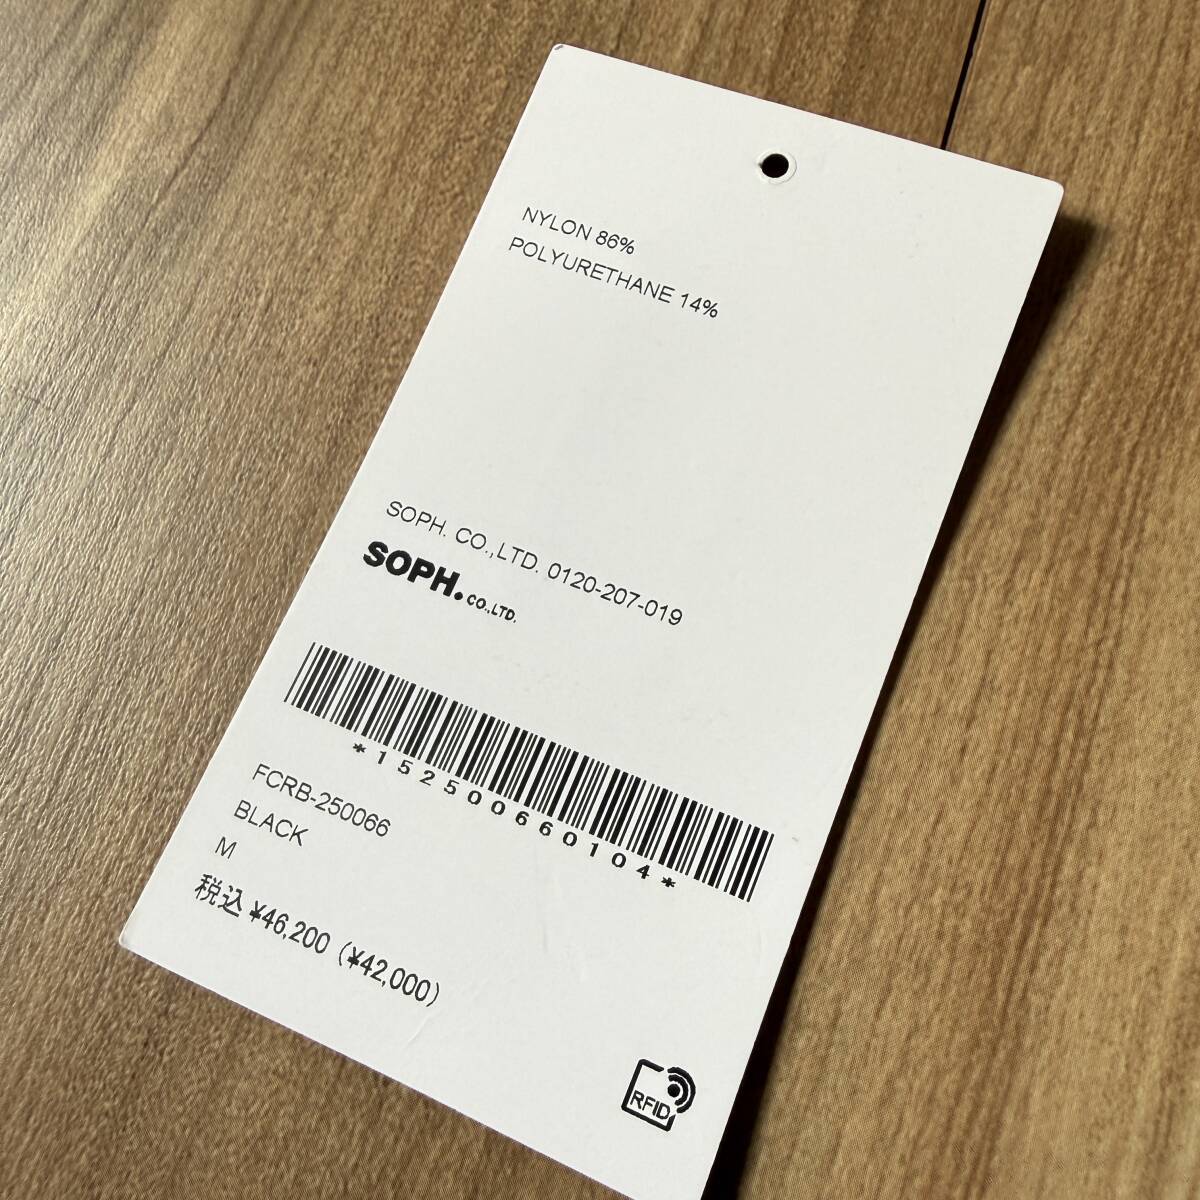 NYLON 86%
POLYURETHANE 14%
SOPH. CO.,LTD. 0120-207-019
SOPH. CO.,LTD.
*152500660104*
FCRB-250066
BLACK
M
税込 ¥46,200 (¥42,000)
RFID